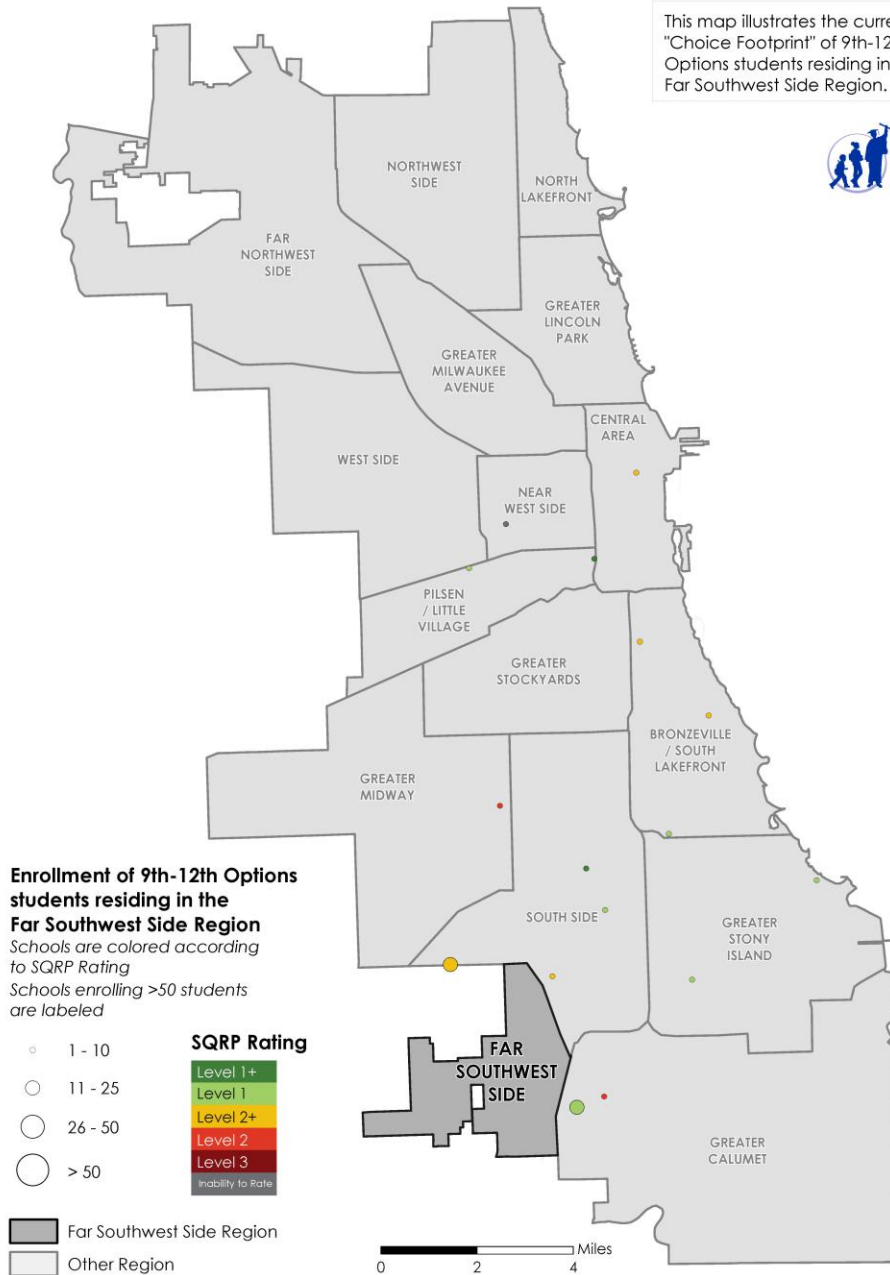 This map illustrates the
"Choice Footprint" of
Options students residing in
Far Southwest Side Region.
NORTHWEST
SIDE
NORTH
LAKEFRONT
FAR
NORTHWEST
SIDE
GREATER
LINCOLN
PARK
GREATER
MILWAUKEE
AVENUE
CENTRAL
AREA
WEST SIDE
NEAR
WEST SIDE
PILSEN
/ LITTLE
VILLAGE
GREATER
STOCKYARDS
BRONZEVILLE
/ SOUTH
LAKEFRONT
GREATER
MIDWAY
SOUTH SIDE
GREATER
STONY
ISLAND
FAR
SOUTHWEST
SIDE
GREATER
CALUMET
Enrollment of 9th-12th Options
students residing in the
Far Southwest Side Region
Schools are colored according
to SQRP Rating
Schools enrolling >50 students
are labeled
1 - 10
11 - 25
26 - 50
> 50
SQRP Rating
Level 1+
Level 1
Level 2+
Level 2
Level 3
Inability to Rate
Far Southwest Side Region
Other Region
Miles
0 2 4